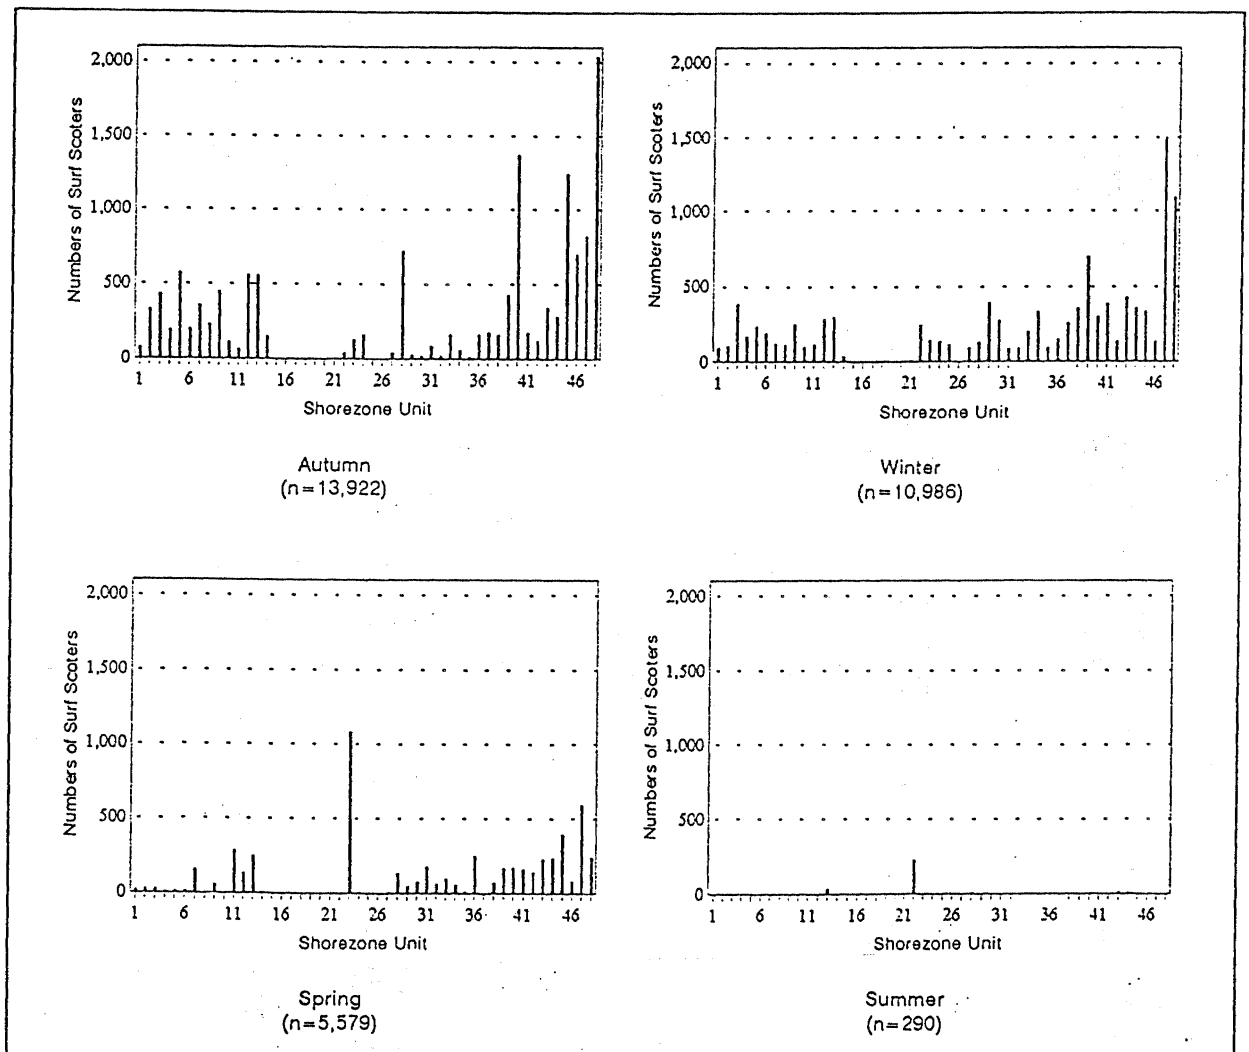 Numbers of Surf Scoters
2,000
1,500
1,000
500
0
1 6 11 16 21 26 31 36 41 46
Shorezone Unit
Autumn
(n=13,922)
Numbers of Surf Scoters
2,000
1,500
1,000
500
0
1 6 11 16 21 26 31 36 41 46
Shorezone Unit
Winter
(n=10,986)
Numbers of Surf Scoters
2,000
1,500
1,000
500
0
1 6 11 16 21 26 31 36 41 46
Shorezone Unit
Spring
(n=5,579)
Numbers of Surf Scoters
2,000
1,500
1,000
500
0
1 6 11 16 21 26 31 36 41 46
Shorezone Unit
Summer
(n=290)